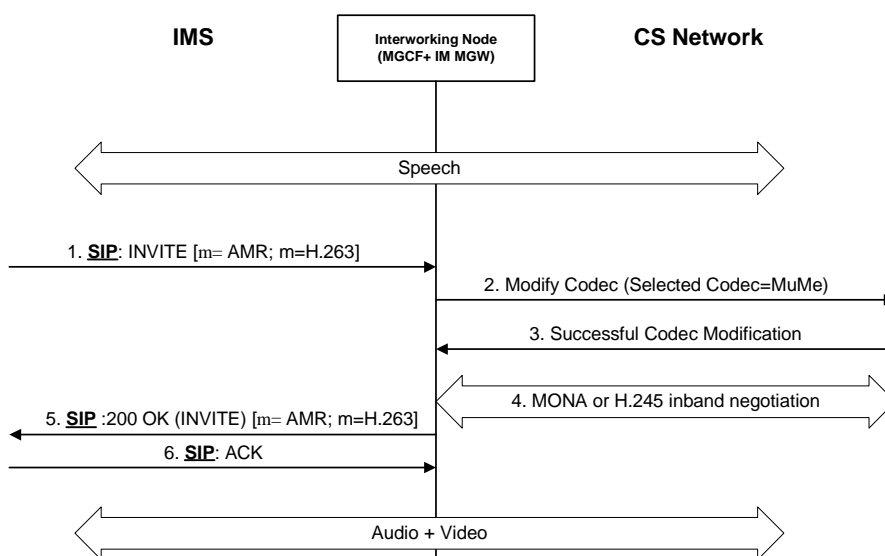 IMS
Interworking Node
(MGCF+ IM MGW)
CS Network
Speech
1. SIP: INVITE [m= AMR; m=H.263]
2. Modify Codec (Selected Codec=MuMe)
3. Successful Codec Modification
4. MONA or H.245 inband negotiation
5. SIP :200 OK (INVITE) [m= AMR; m=H.263]
6. SIP: ACK
Audio + Video